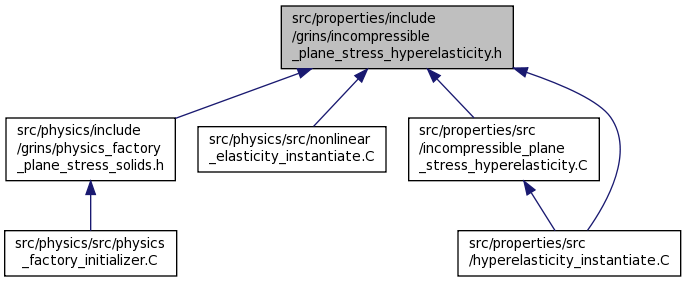 src/properties/include
/grins/incompressible
_plane_stress_hyperelasticity.h
src/physics/include
/grins/physics_factory
_plane_stress_solids.h
src/physics/src/nonlinear
_elasticity_instantiate.C
src/properties/src
/incompressible_plane
_stress_hyperelasticity.C
src/physics/src/physics
_factory_initializer.C
src/properties/src
/hyperelasticity_instantiate.C